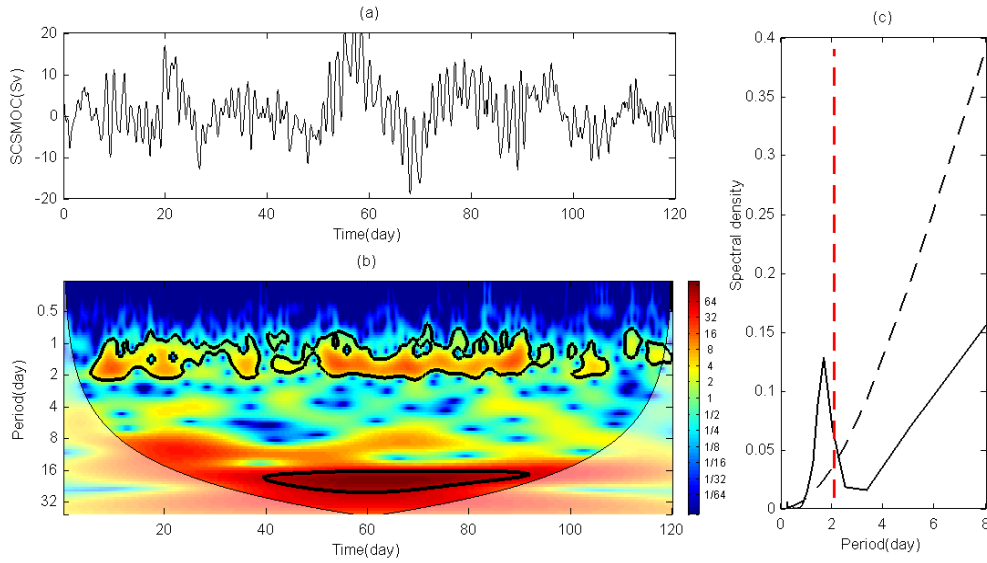 (a)
SCSMOC(Sv)
20
10
0
-10
-20
0 20 40 60 80 100 120
Time(day)
(b)
Period(day)
0.5
1
2
4
8
16
32
0 20 40 60 80 100 120
Time(day)
64
32
16
8
4
2
1
1/2
1/4
1/8
1/16
1/32
1/64
(c)
Spectral density
0.4
0.35
0.3
0.25
0.2
0.15
0.1
0.05
0
0 2 4 6 8
Period(day)